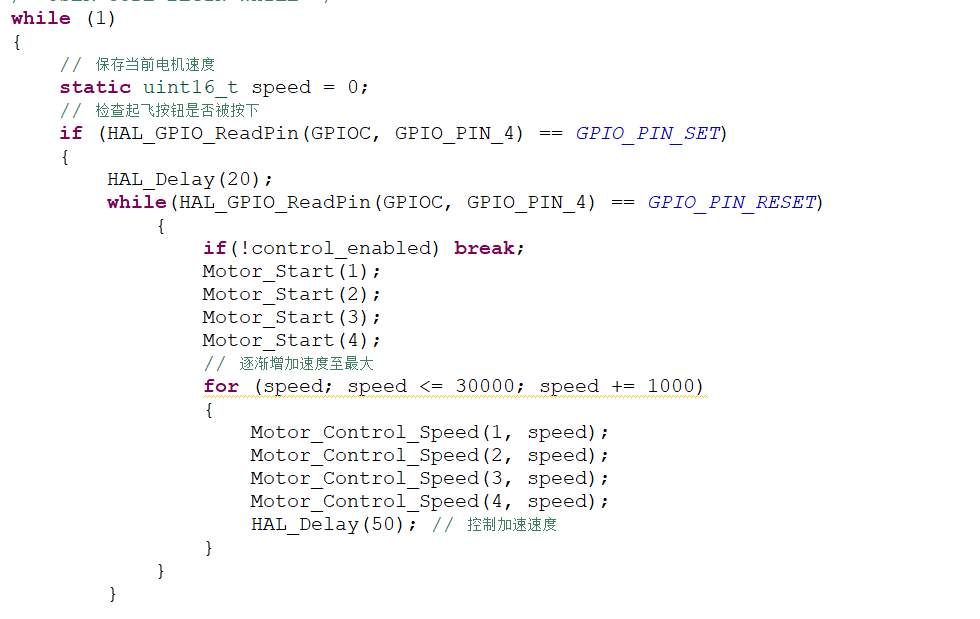 while (1)
{
// 保存当前电机速度
static uint16_t speed = 0;
// 检查起飞按钮是否被按下
if (HAL_GPIO_ReadPin(GPIOC, GPIO_PIN_4) == GPIO_PIN_SET)
{
HAL_Delay(20);
while(HAL_GPIO_ReadPin(GPIOC, GPIO_PIN_4) == GPIO_PIN_RESET)
{
if(!control_enabled) break;
Motor_Start(1);
Motor_Start(2);
Motor_Start(3);
Motor_Start(4);
// 逐渐增加速度至最大
for (speed; speed <= 30000; speed += 1000)
{
Motor_Control_Speed(1, speed);
Motor_Control_Speed(2, speed);
Motor_Control_Speed(3, speed);
Motor_Control_Speed(4, speed);
HAL_Delay(50); // 控制加速速度
}
}
}